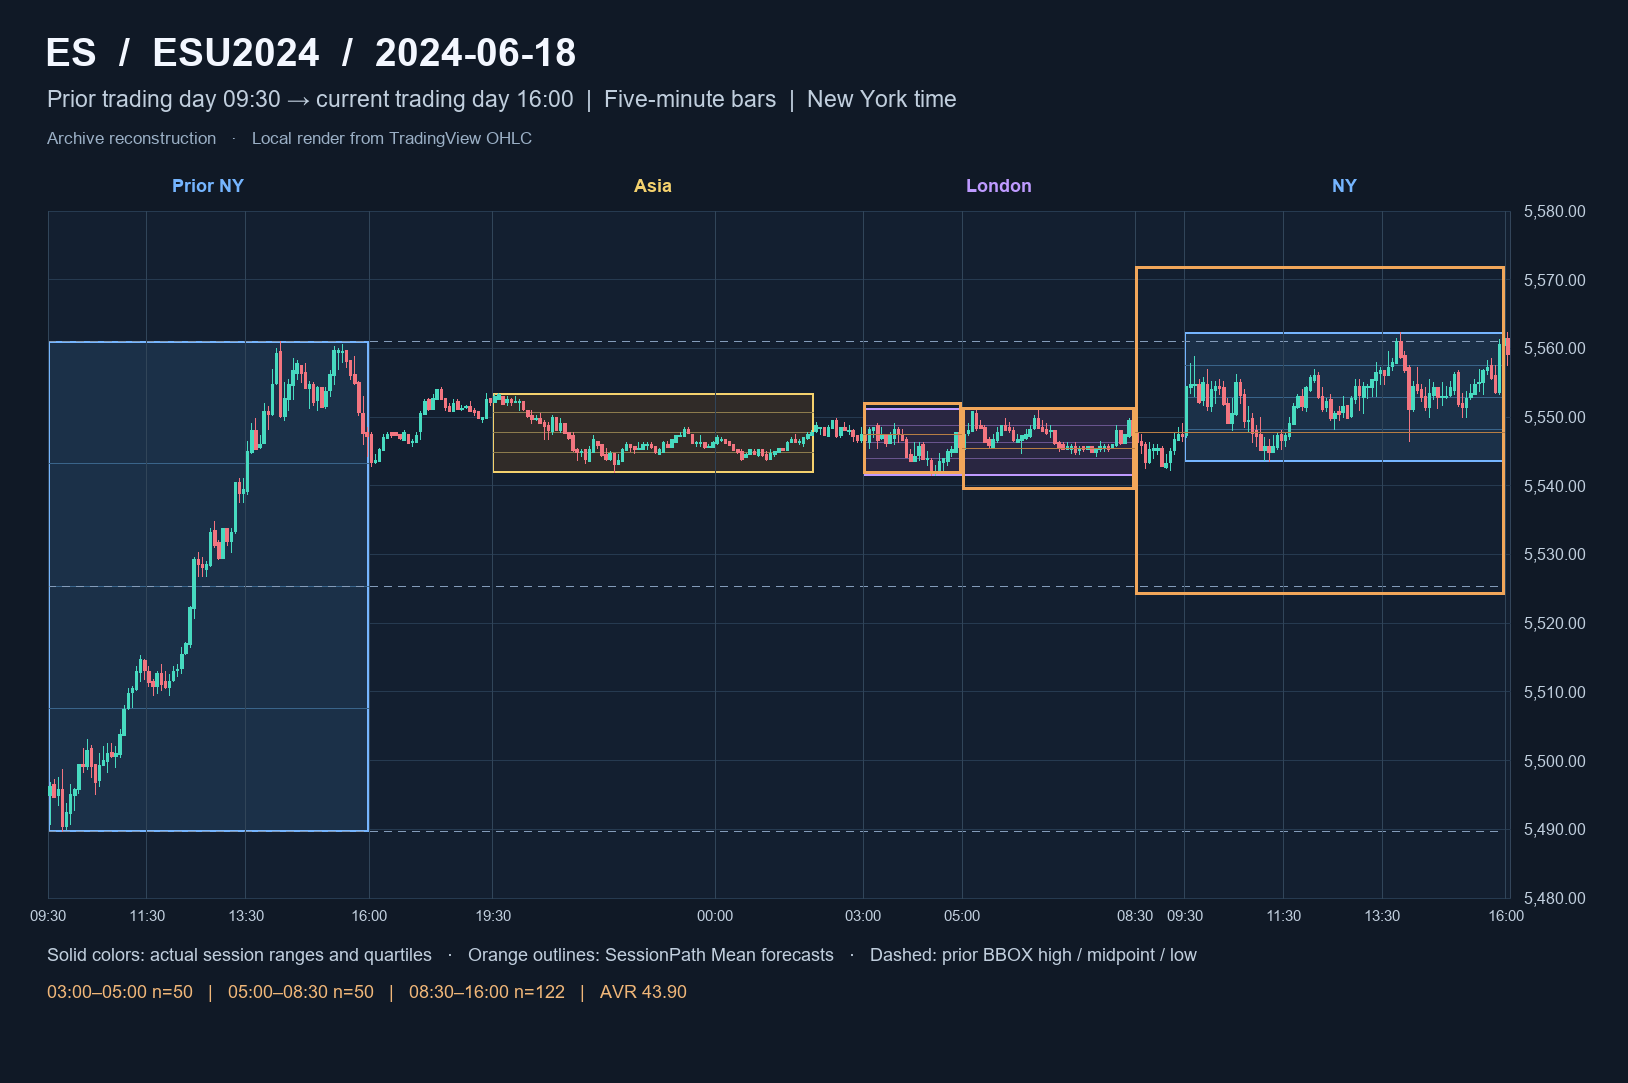 ES / ESU2024 / 2024-06-18
Prior trading day 09:30 → current trading day 16:00 | Five-minute bars | New York time
Archive reconstruction · Local render from TradingView OHLC
Prior NY Asia London NY
5,580.00
5,570.00
5,560.00
5,550.00
5,540.00
5,530.00
5,520.00
5,510.00
5,500.00
5,490.00
5,480.00
09:30 11:30 13:30 16:00 19:30 00:00 03:00 05:00 08:30 09:30 11:30 13:30 16:00
Solid colors: actual session ranges and quartiles · Orange outlines: SessionPath Mean forecasts · Dashed: prior BBOX high / midpoint / low
03:00–05:00 n=50 | 05:00–08:30 n=50 | 08:30–16:00 n=122 | AVR 43.90